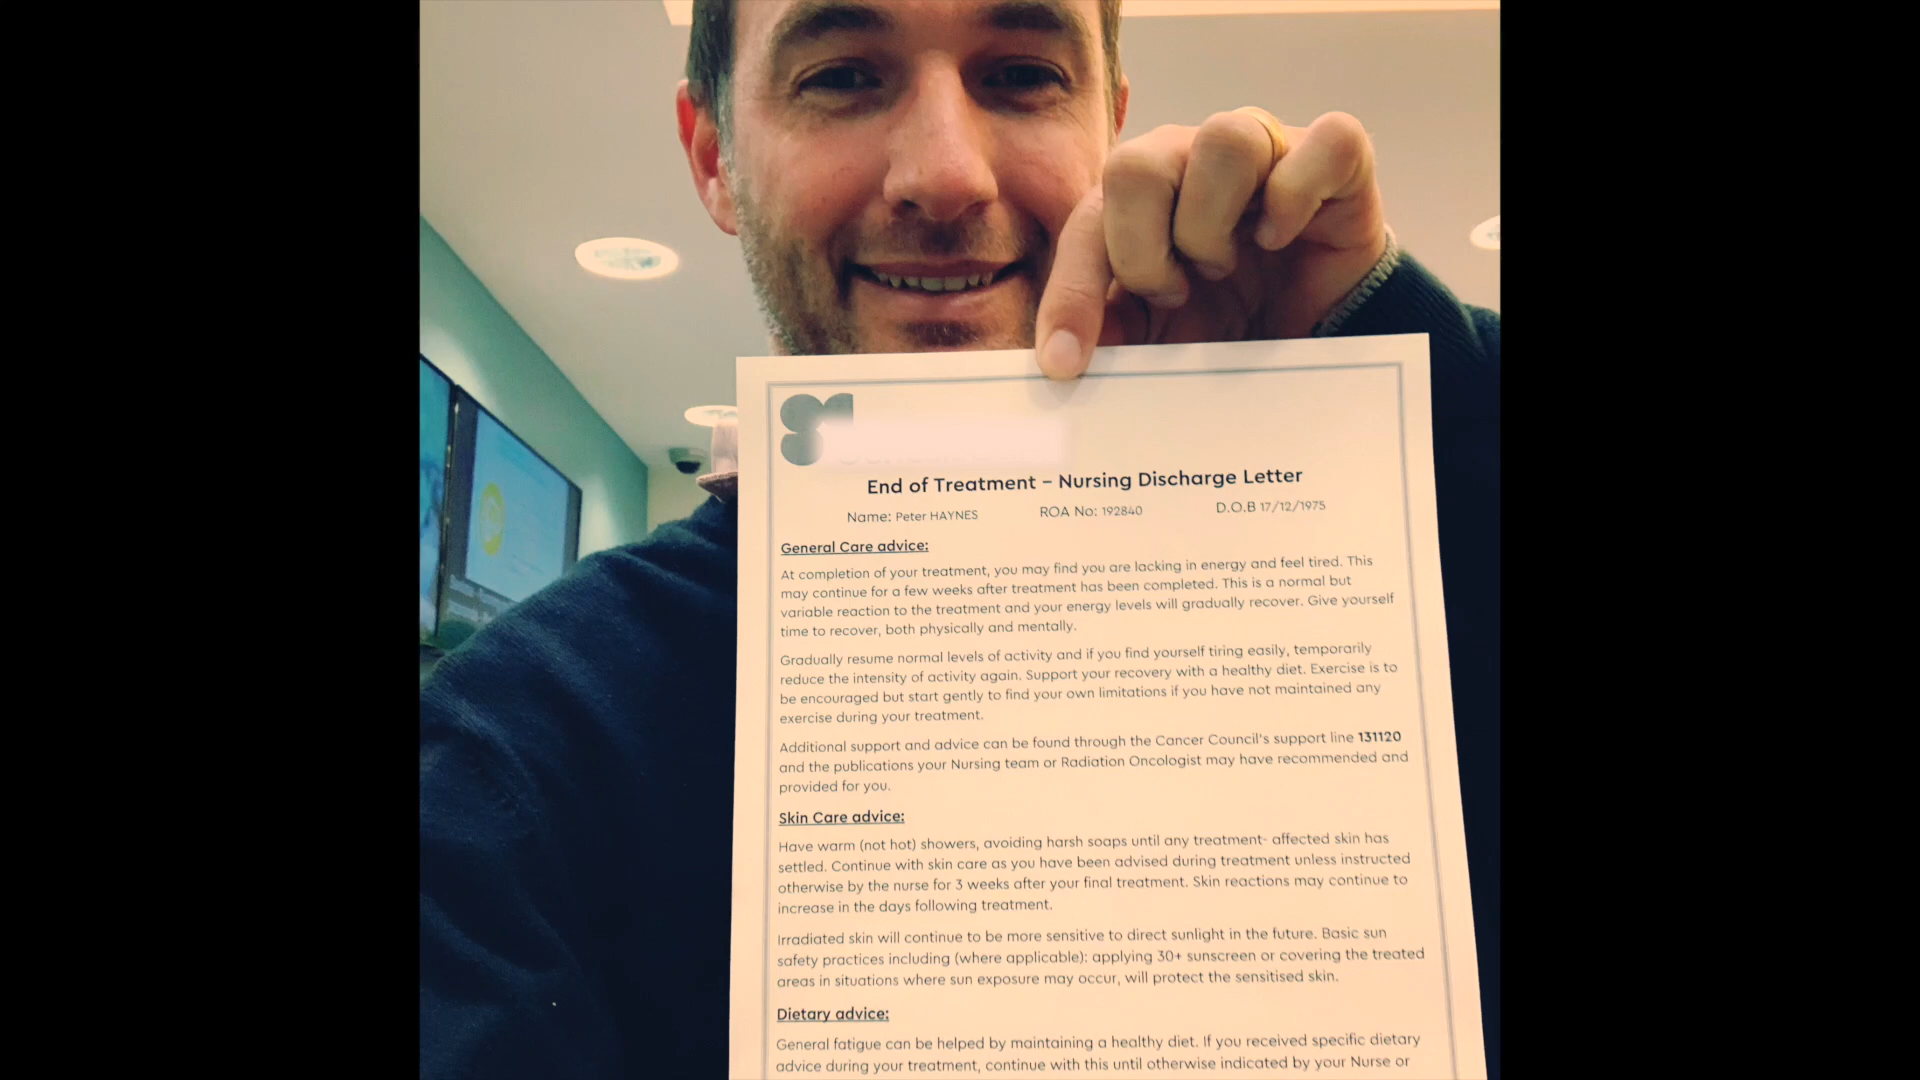 End of Treatment – Nursing Discharge Letter
Name: Peter HAYNES ROA No: 192840 D.O.B 17/12/1975
General Care advice:
At completion of your treatment, you may find you are lacking in energy and feel tired. This
may continue for a few weeks after treatment has been completed. This is a normal but
variable reaction to the treatment and your energy levels will gradually recover. Give yourself
time to recover, both physically and mentally.
Gradually resume normal levels of activity and if you find yourself tiring easily, temporarily
reduce the intensity of activity again. Support your recovery with a healthy diet. Exercise is to
be encouraged but start gently to find your own limitations if you have not maintained any
exercise during your treatment.
Additional support and advice can be found through the Cancer Council's support line 131120
and the publications your Nursing team or Radiation Oncologist may have recommended and
provided for you.
Skin Care advice:
Have warm (not hot) showers, avoiding harsh soaps until any treatment- affected skin has
settled. Continue with skin care as you have been advised during treatment unless instructed
otherwise by the nurse for 3 weeks after your final treatment. Skin reactions may continue to
increase in the days following treatment.
Irradiated skin will continue to be more sensitive to direct sunlight in the future. Basic sun
safety practices including (where applicable): applying 30+ sunscreen or covering the treated
areas in situations where sun exposure may occur, will protect the sensitised skin.
Dietary advice:
General fatigue can be helped by maintaining a healthy diet. If you received specific dietary
advice during your treatment, continue with this until otherwise indicated by your Nurse or